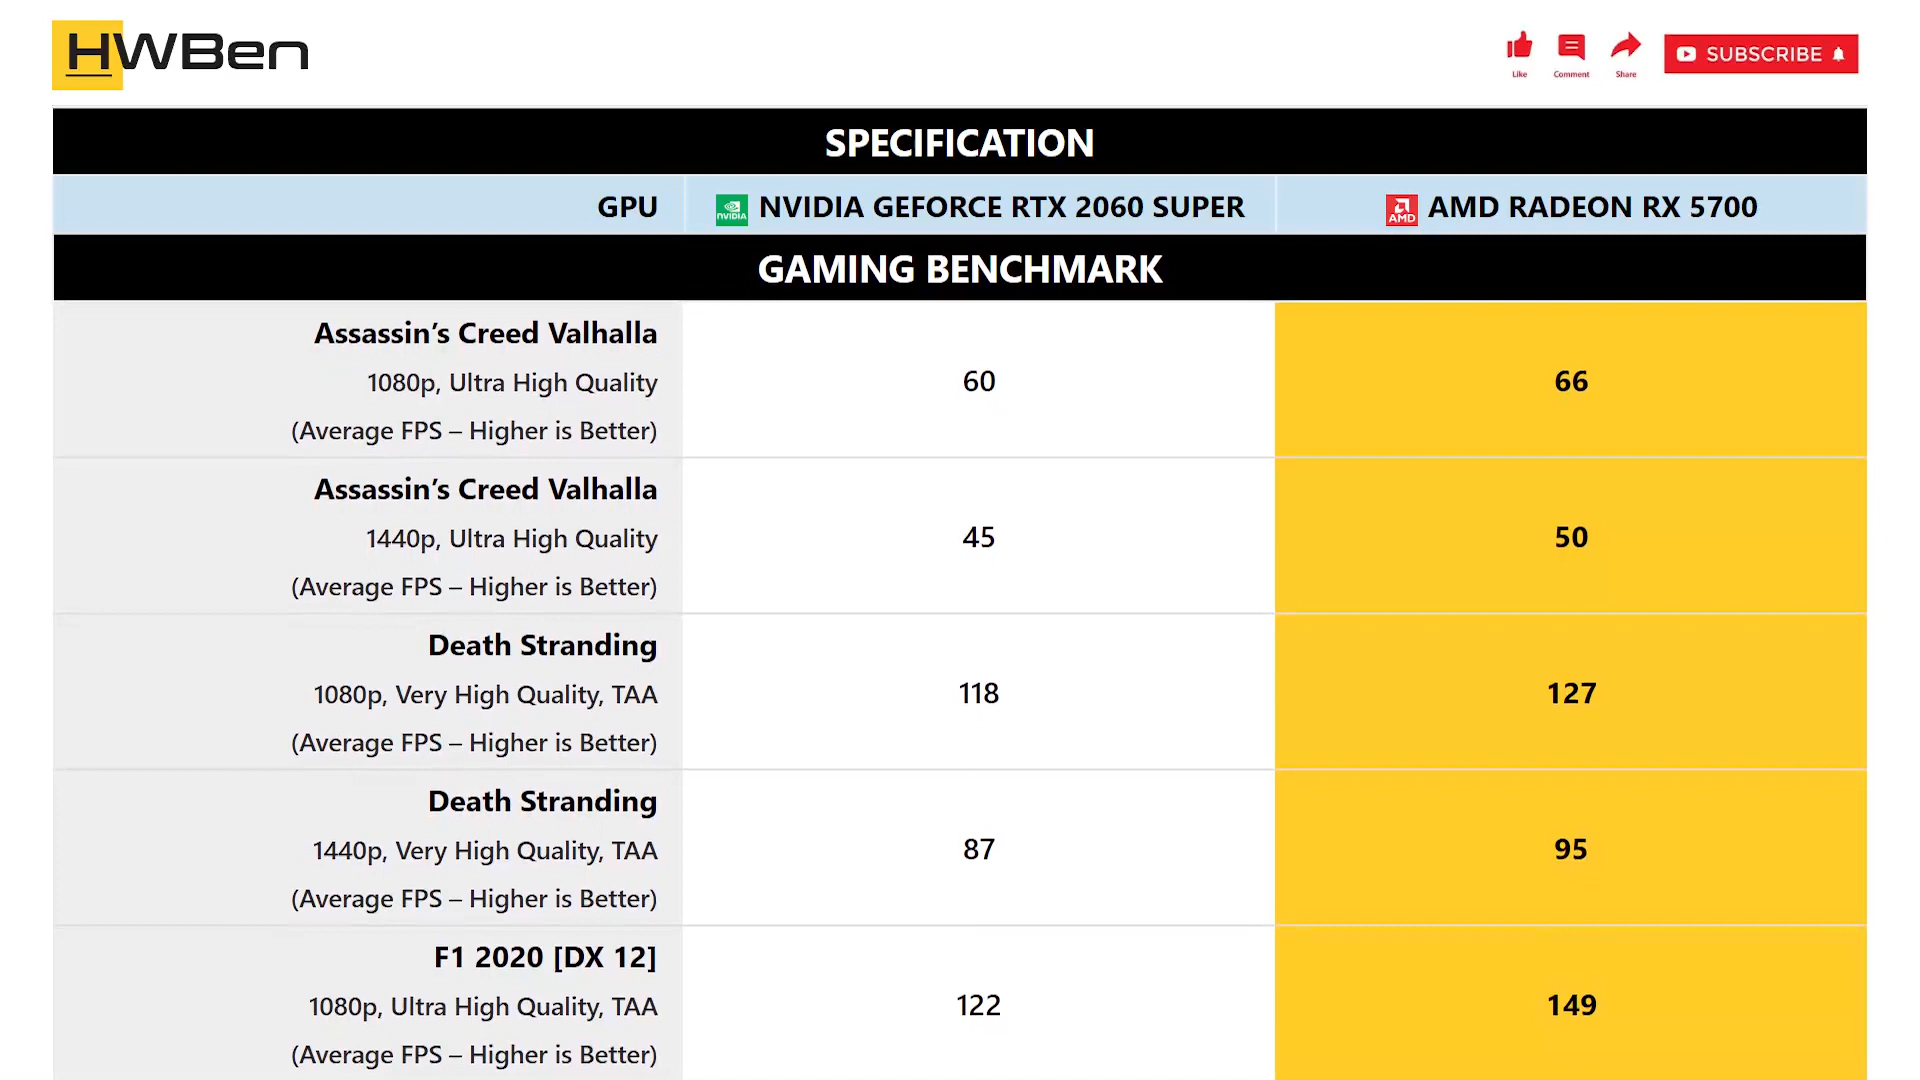 HWBen
Like
Comment
Share
SUBSCRIBE
SPECIFICATION
GPU
NVIDIA
NVIDIA GEFORCE RTX 2060 SUPER
AMD
AMD RADEON RX 5700
GAMING BENCHMARK
Assassin’s Creed Valhalla
1080p, Ultra High Quality
(Average FPS – Higher is Better)
60
66
Assassin’s Creed Valhalla
1440p, Ultra High Quality
(Average FPS – Higher is Better)
45
50
Death Stranding
1080p, Very High Quality, TAA
(Average FPS – Higher is Better)
118
127
Death Stranding
1440p, Very High Quality, TAA
(Average FPS – Higher is Better)
87
95
F1 2020 [DX 12]
1080p, Ultra High Quality, TAA
(Average FPS – Higher is Better)
122
149